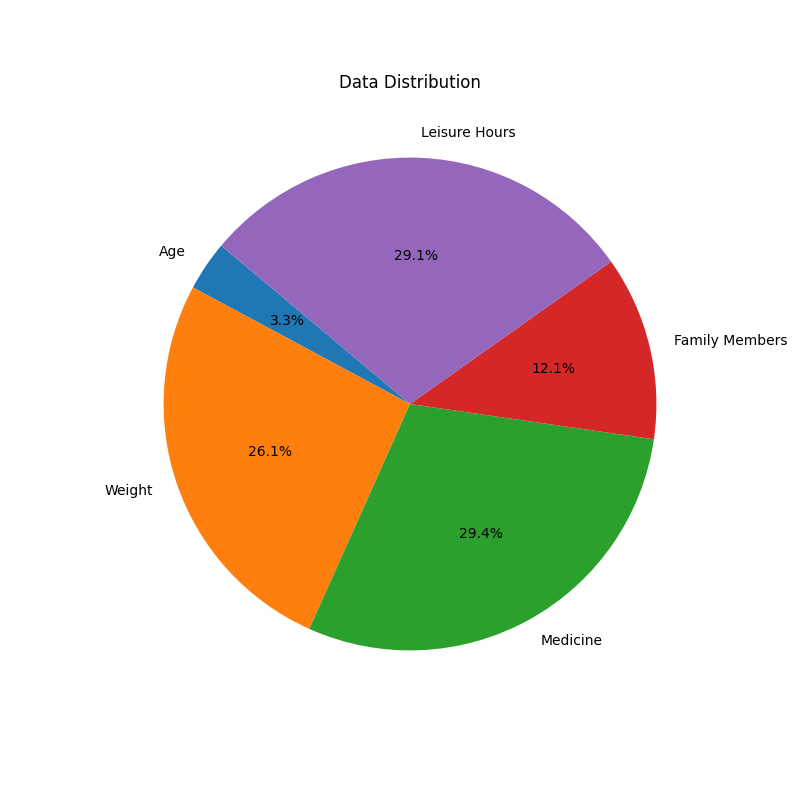 Data Distribution
Leisure Hours
29.1%
Age
3.3%
Family Members
12.1%
26.1%
Weight
29.4%
Medicine